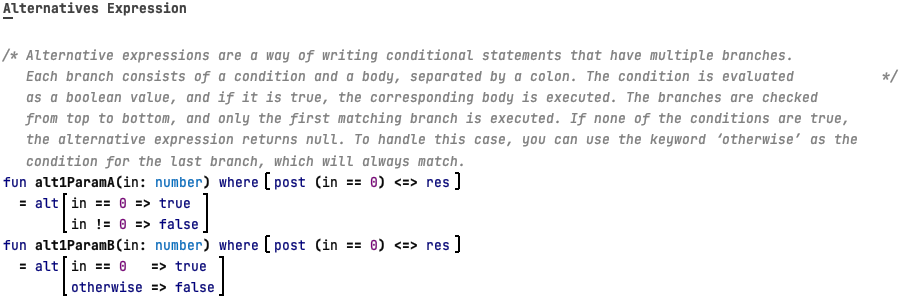 Alternatives Expression
/* Alternative expressions are a way of writing conditional statements that have multiple branches.
Each branch consists of a condition and a body, separated by a colon. The condition is evaluated */
as a boolean value, and if it is true, the corresponding body is executed. The branches are checked
from top to bottom, and only the first matching branch is executed. If none of the conditions are true,
the alternative expression returns null. To handle this case, you can use the keyword ‘otherwise’ as the
condition for the last branch, which will always match.
fun alt1ParamA(in: number) where [post (in == 0) <=> res]
= alt [in == 0 => true
in != 0 => false]
fun alt1ParamB(in: number) where [post (in == 0) <=> res]
= alt [in == 0 => true
otherwise => false]